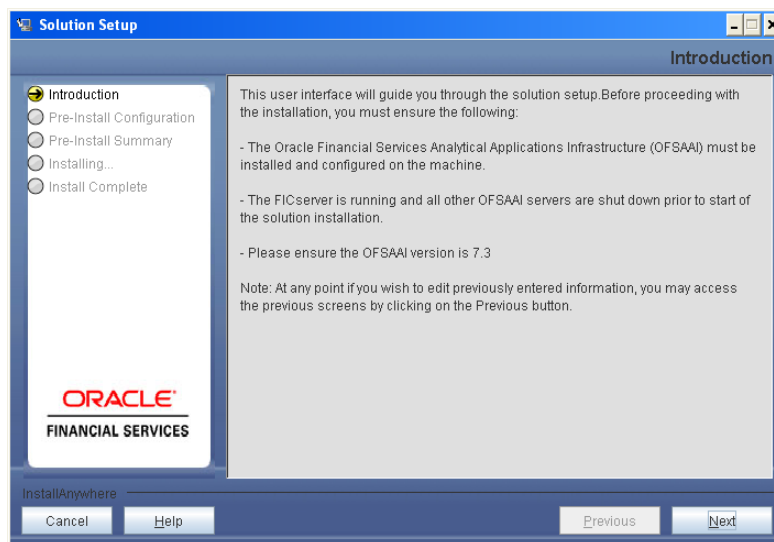 Solution Setup
Introduction
Introduction
Pre-Install Configuration
Pre-Install Summary
Installing...
Install Complete
ORACLE
FINANCIAL SERVICES
This user interface will guide you through the solution setup.Before proceeding with
the installation, you must ensure the following:
- The Oracle Financial Services Analytical Applications Infrastructure (OFSAAI) must be
installed and configured on the machine.
- The FICserver is running and all other OFSAAI servers are shut down prior to start of
the solution installation.
- Please ensure the OFSAAI version is 7.3
Note: At any point if you wish to edit previously entered information, you may access
the previous screens by clicking on the Previous button.
InstallAnywhere
Cancel
Help
Previous
Next